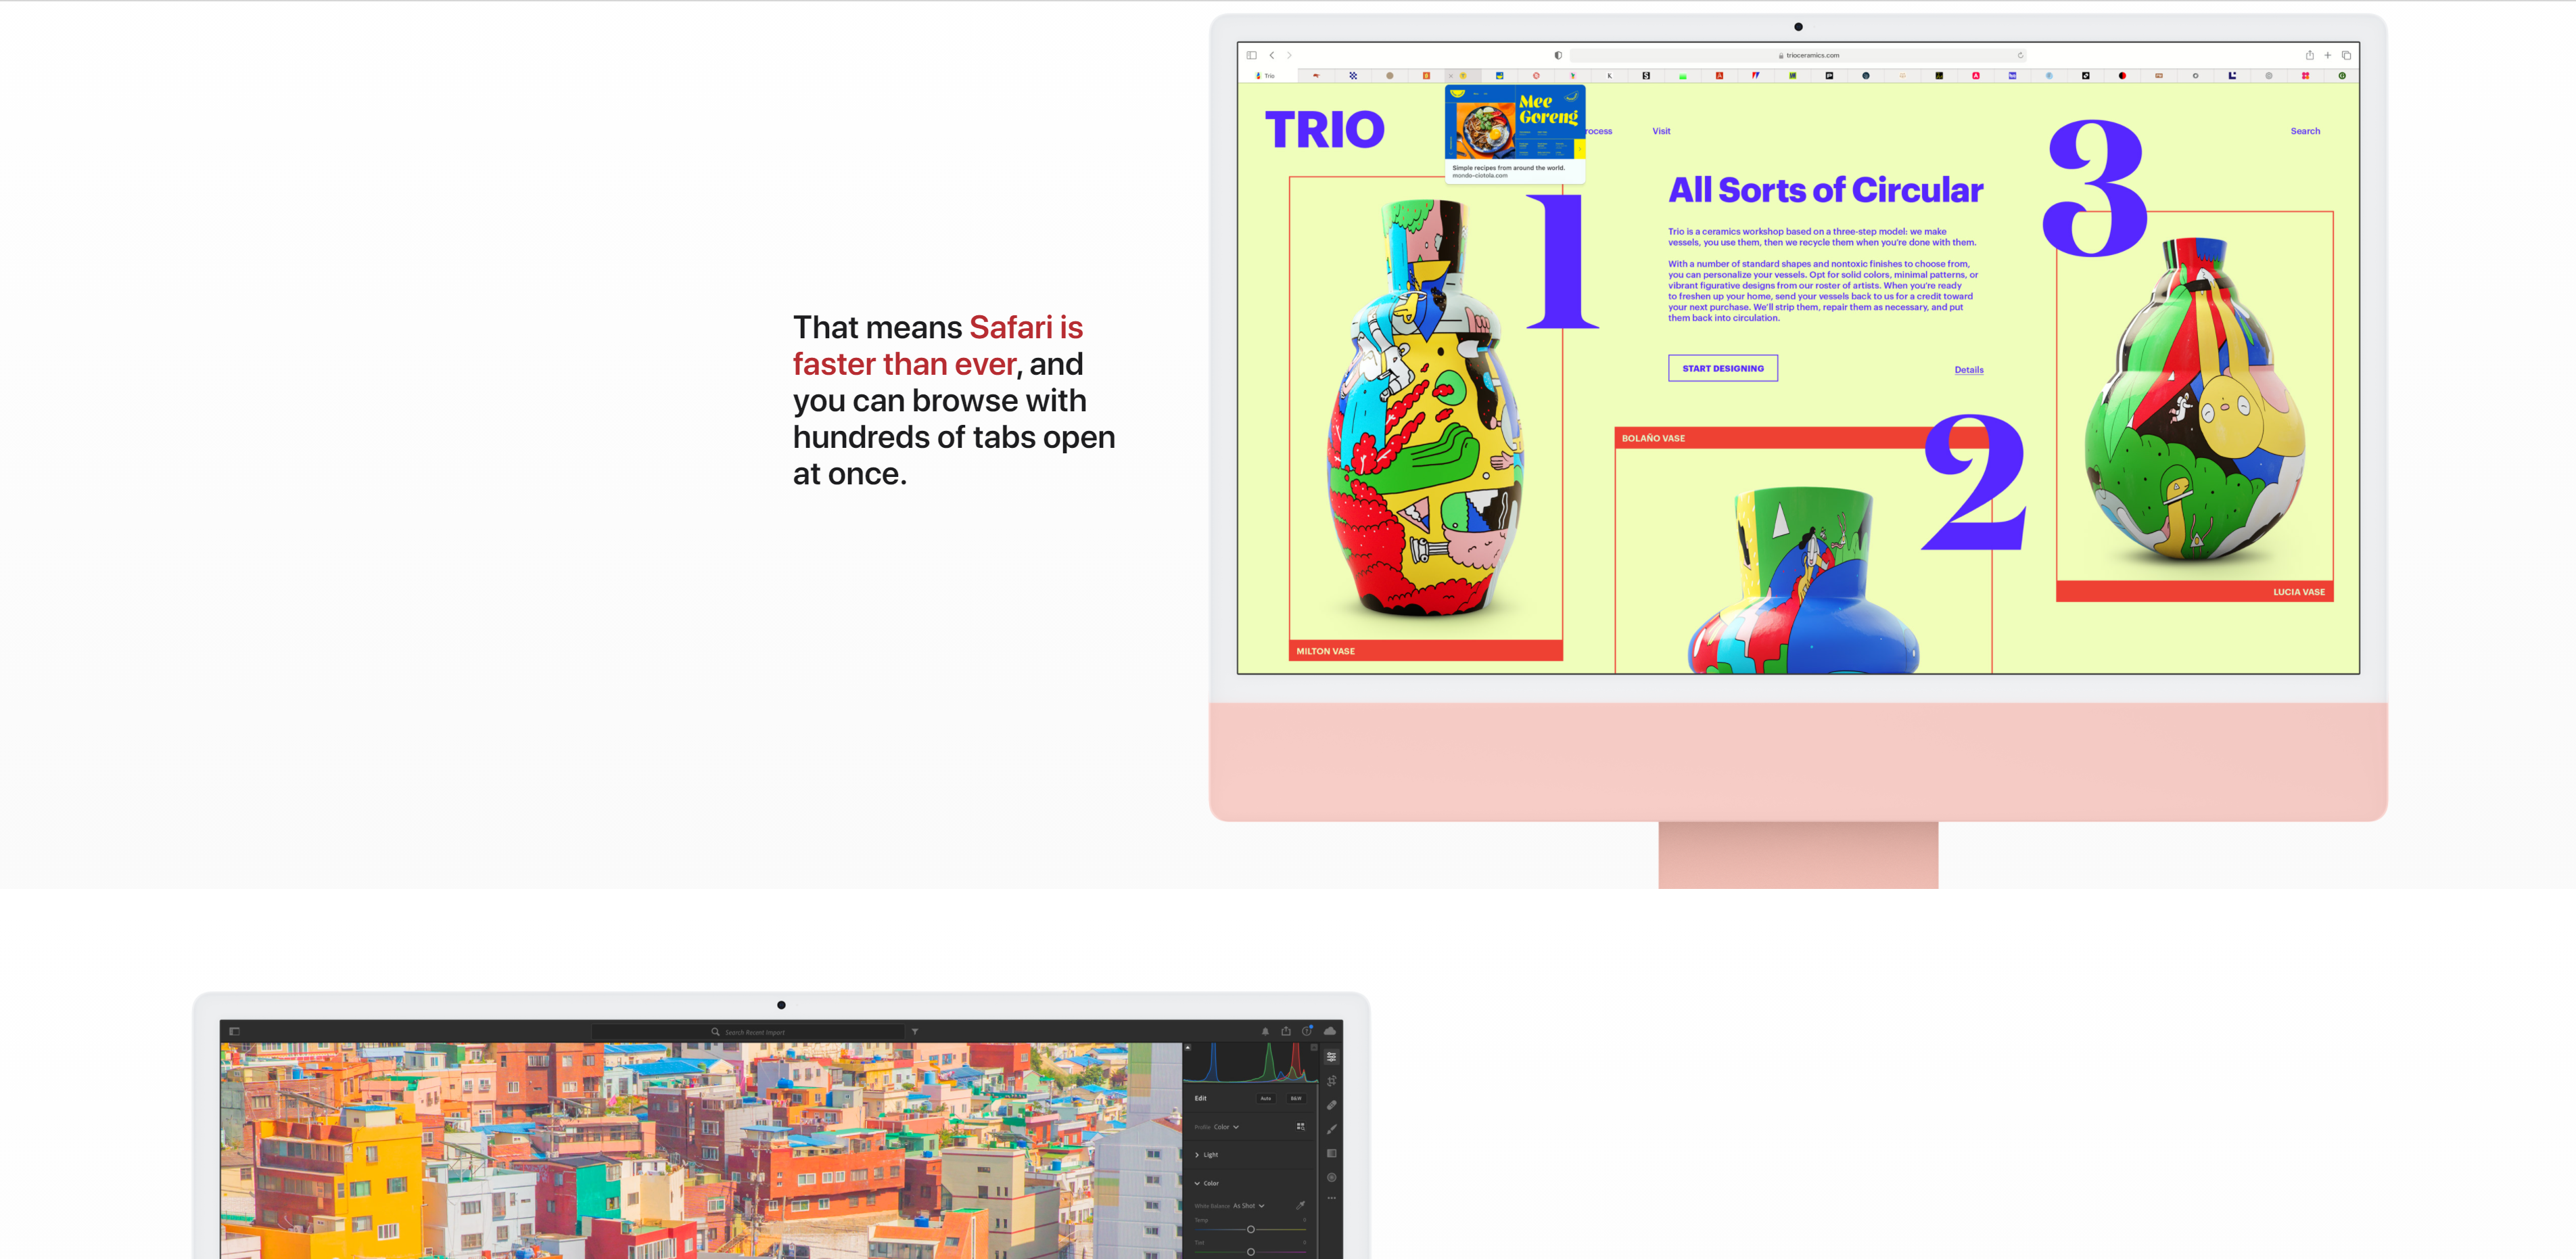 That means Safari is
faster than ever, and
you can browse with
hundreds of tabs open
at once.
trioceramics.com
Trio
TRIO
Mee
Goreng
Simple recipes from around the world.
mondo-ciotola.com
rocess
Visit
Search
1
All Sorts of Circular
3
Trio is a ceramics workshop based on a three-step model: we make
vessels, you use them, then we recycle them when you're done with them.
With a number of standard shapes and nontoxic finishes to choose from,
you can personalize your vessels. Opt for solid colors, minimal patterns, or
vibrant figurative designs from our roster of artists. When you're ready
to freshen up your home, send your vessels back to us for a credit toward
your next purchase. We'll strip them, repair them as necessary, and put
them back into circulation.
START DESIGNING
Details
BOLAÑO VASE
2
LUCIA VASE
MILTON VASE
Search Recent Import
Edit
Auto
B&W
Profile Color
Light
Color
White Balance As Shot
Temp
0
Tint
0